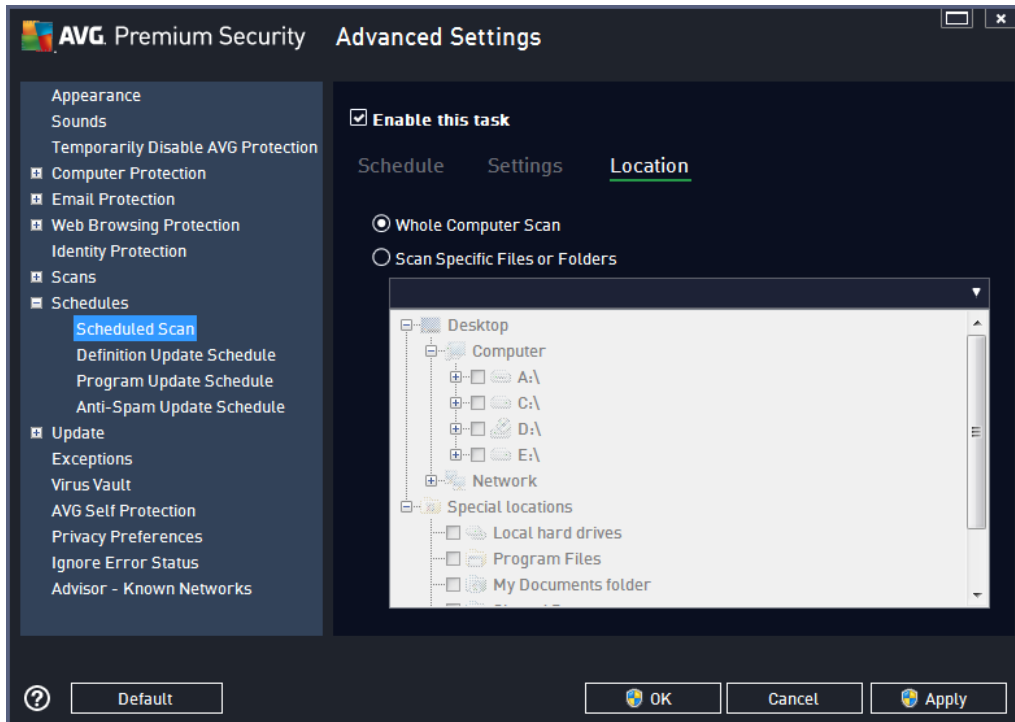 AVG. Premium Security
Advanced Settings
Appearance
Sounds
Temporarily Disable AVG Protection
Computer Protection
Email Protection
Web Browsing Protection
Identity Protection
Scans
Schedules
Scheduled Scan
Definition Update Schedule
Program Update Schedule
Anti-Spam Update Schedule
Update
Exceptions
Virus Vault
AVG Self Protection
Privacy Preferences
Ignore Error Status
Advisor - Known Networks
Enable this task
Schedule Settings Location
Whole Computer Scan
Scan Specific Files or Folders
Desktop
Computer
A:\
C:\
D:\
E:\
Network
Special locations
Local hard drives
Program Files
My Documents folder
Default
OK
Cancel
Apply